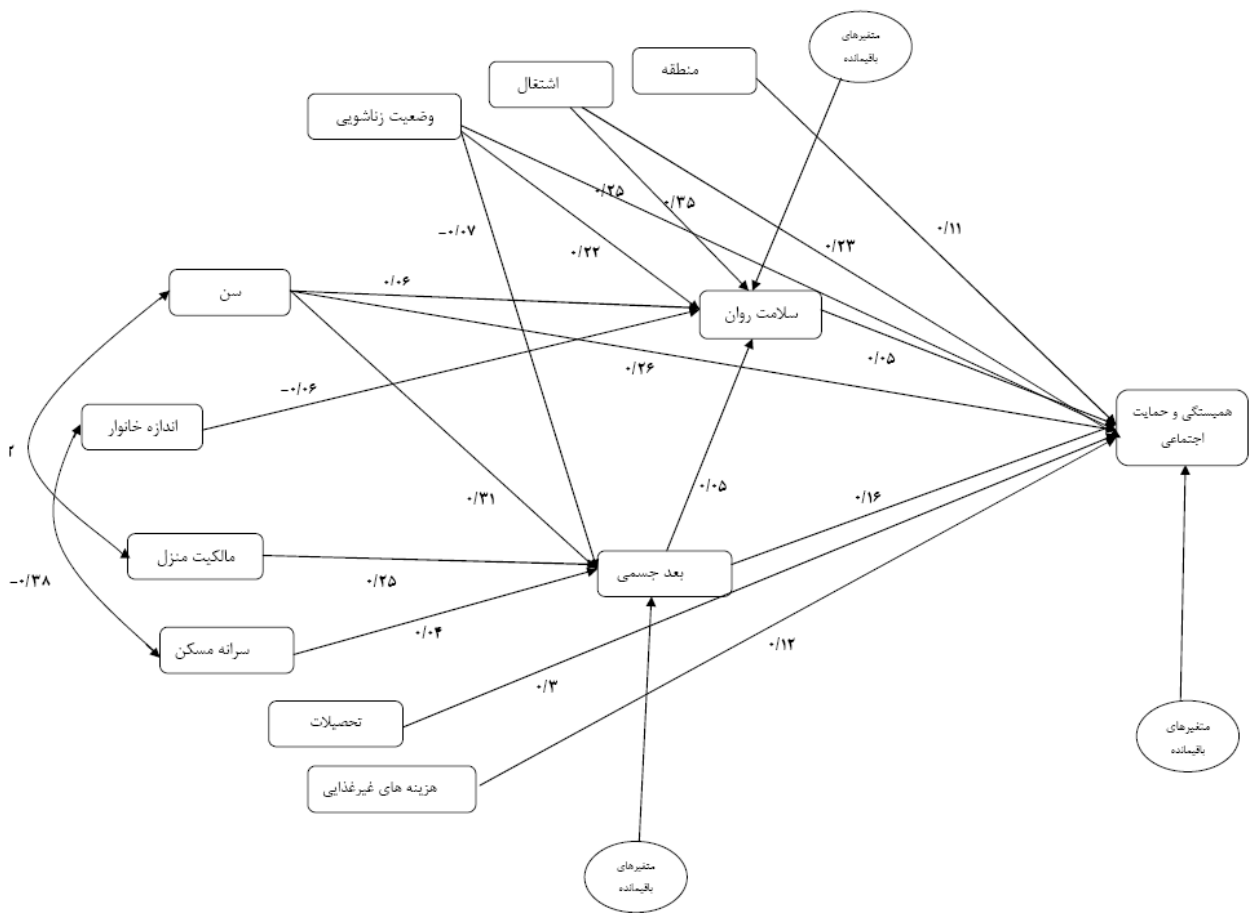 متغیرهای
باقیمانده
منطقه
اشتغال
وضعیت زناشویی
۰/۲۵
۰/۳۵
-۰/۰۷
۰/۲۲
۰/۲۳
۰/۱۱
سن
۰/۰۶
سلامت روان
۰/۰۵
۰/۲۶
-۰/۰۶
همبستگی و حمایت
اجتماعی
اندازه خانوار
۲
۰/۳۱
۰/۰۵
۰/۱۶
مالکیت منزل
۰/۲۵
بعد جسمی
-۰/۳۸
سرانه مسکن
۰/۰۴
۰/۱۲
۰/۳
تحصیلات
متغیرهای
باقیمانده
هزینه های غیرغذایی
متغیرهای
باقیمانده